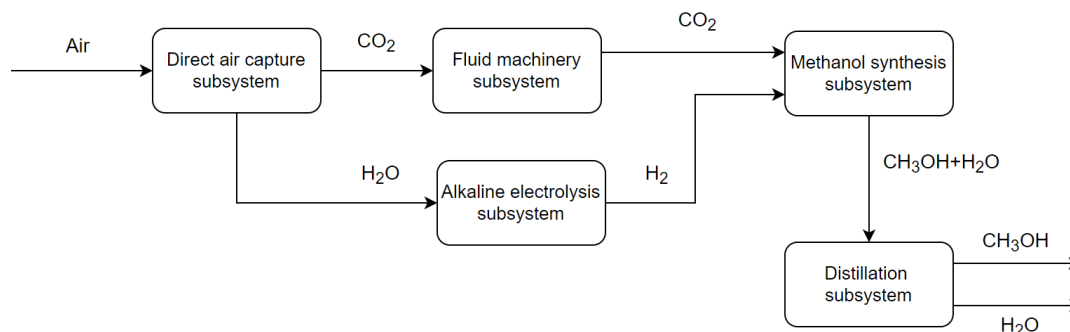 Air
Direct air capture
subsystem
CO₂
Fluid machinery
subsystem
CO₂
Methanol synthesis
subsystem
H₂O
Alkaline electrolysis
subsystem
H₂
CH₃OH+H₂O
Distillation
subsystem
CH₃OH
H₂O